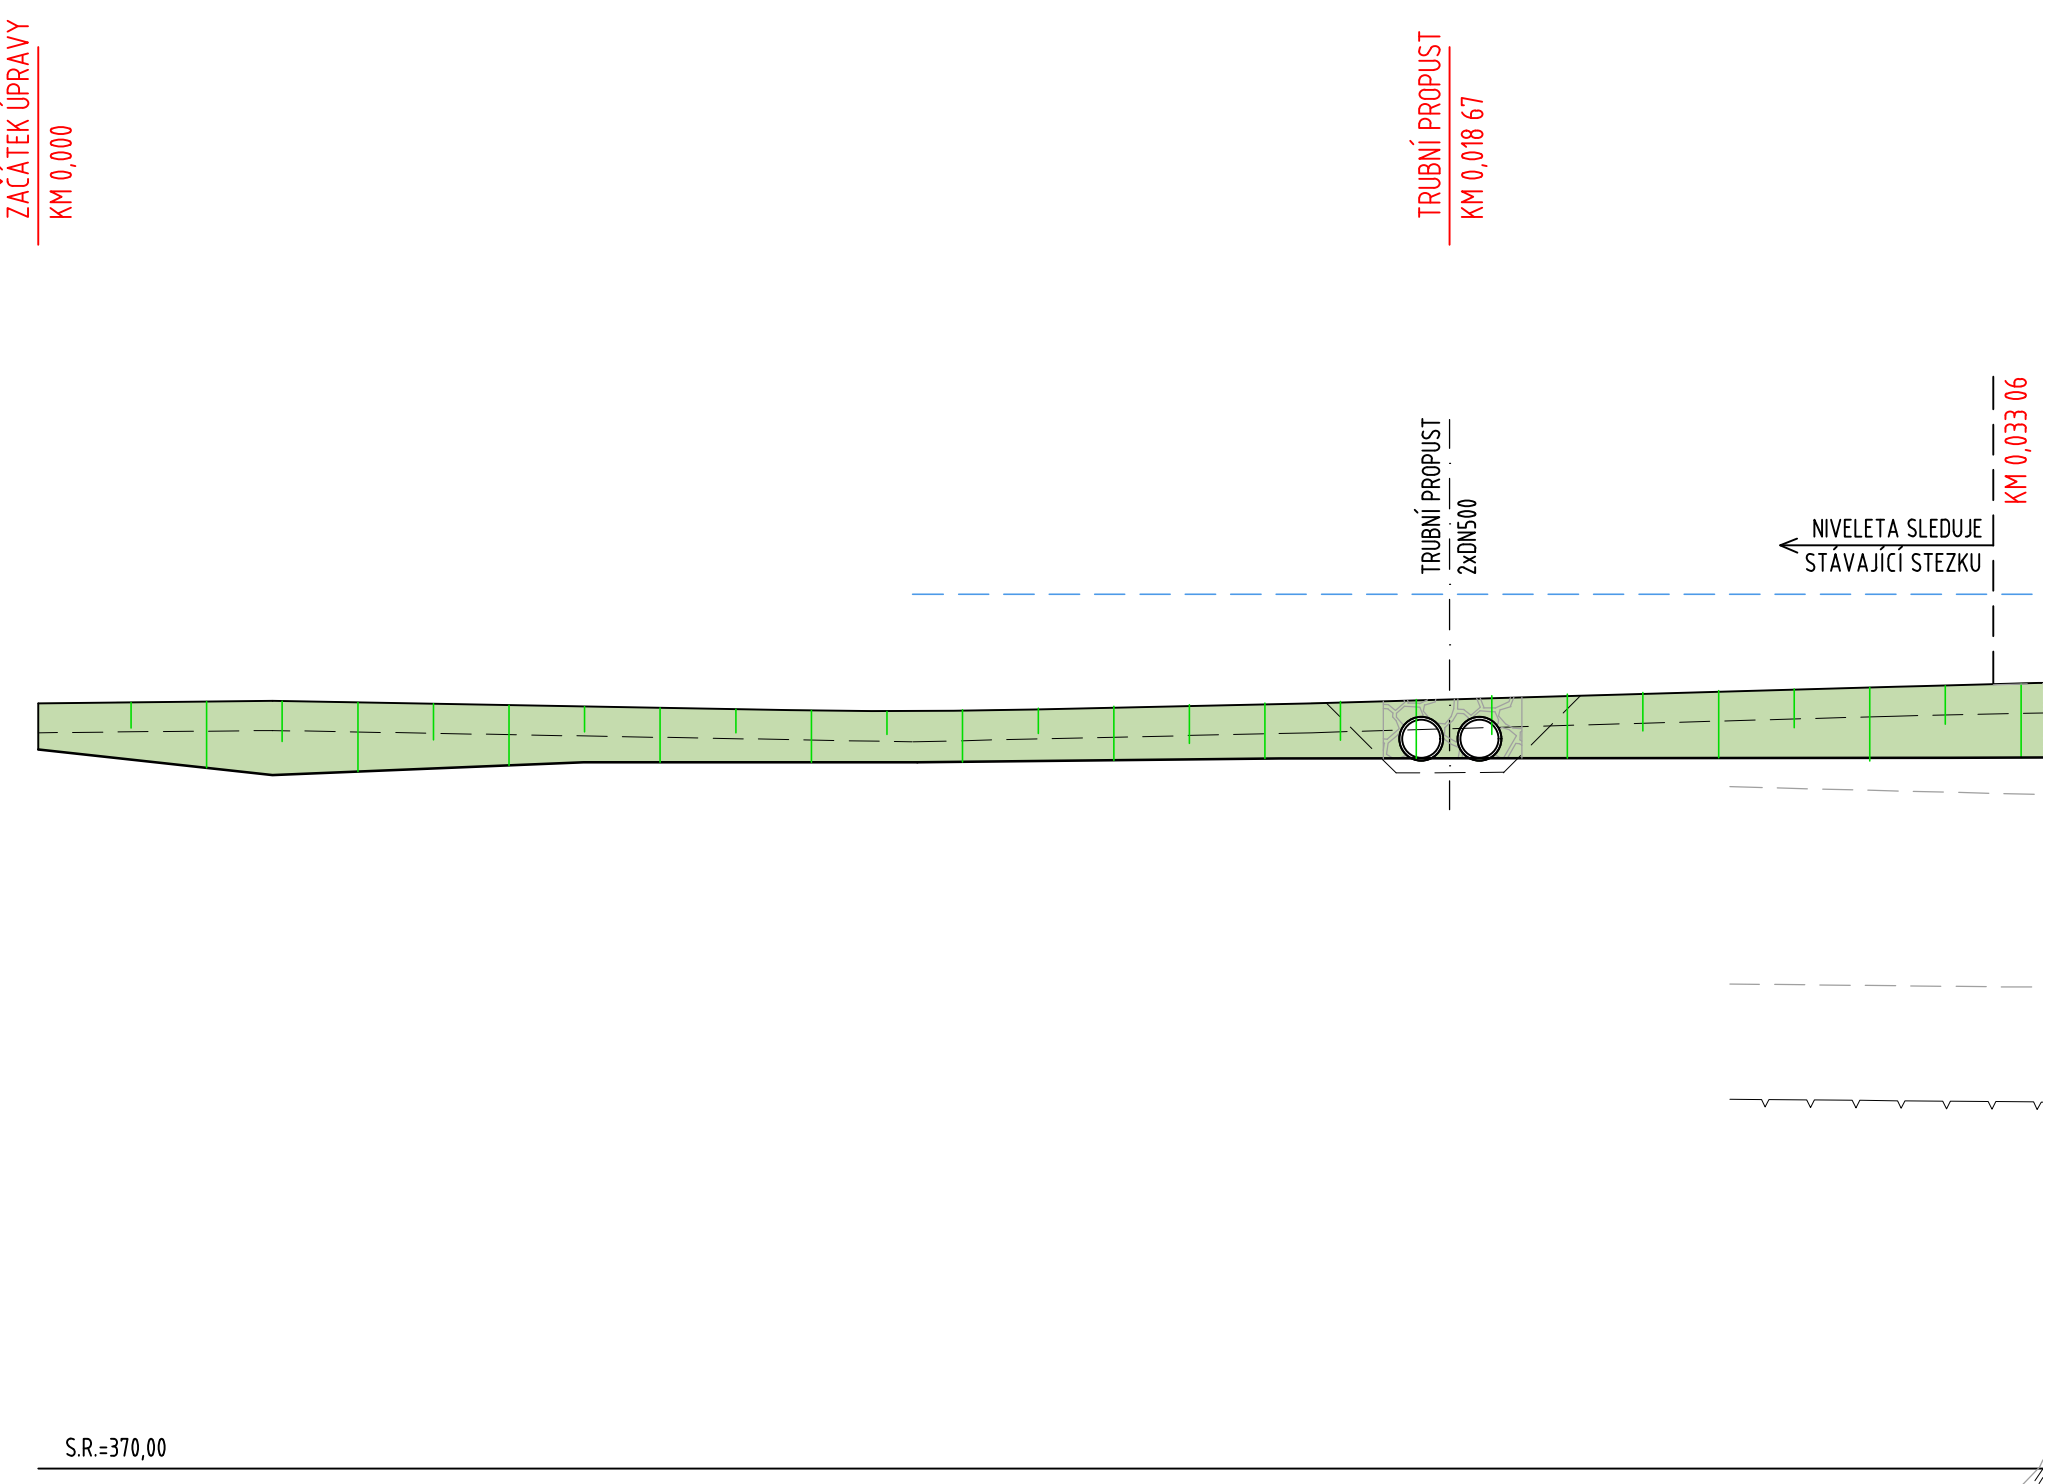 ZAČÁTEK ÚPRAVY
KM 0,000
TRUBNÍ PROPUST
KM 0,018 67
KM 0,033 06
TRUBNÍ PROPUST
2xDN500
NIVELETA SLEDUJE
STÁVAJÍCÍ STEZKU
S.R.=370,00